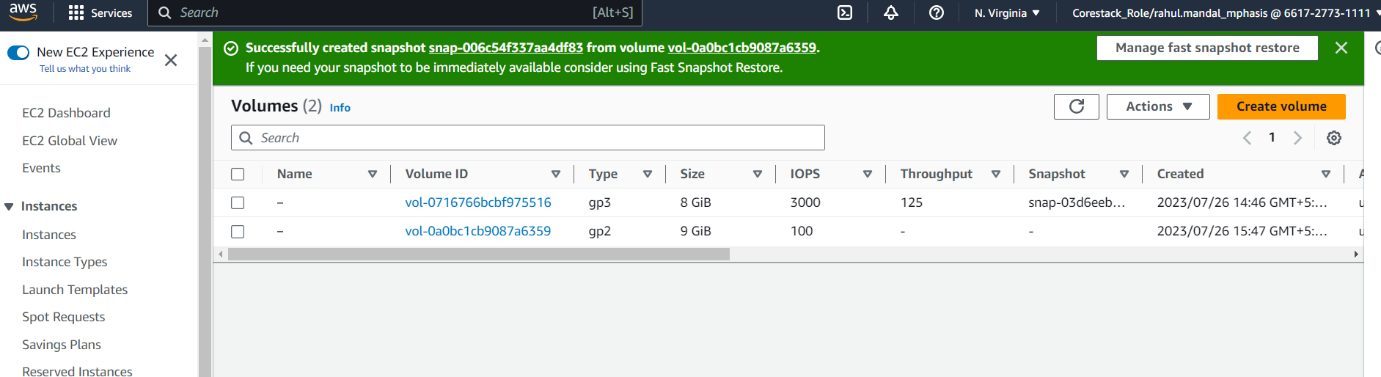 aws Services Search [Alt+S] N. Virginia Corestack_Role/rahul.mandal_mphasis @ 6617-2773-1111
New EC2 Experience
Tell us what you think
EC2 Dashboard
EC2 Global View
Events
Instances
Instances
Instance Types
Launch Templates
Spot Requests
Savings Plans
Reserved Instances
Successfully created snapshot snap-006c54f337aa4df83 from volume vol-0a0bc1cb9087a6359.
If you need your snapshot to be immediately available consider using Fast Snapshot Restore.
Manage fast snapshot restore
Volumes (2) Info
Actions
Create volume
Search
1
Name Volume ID Type Size IOPS Throughput Snapshot Created A
– vol-0716766bcbf975516 gp3 8 GiB 3000 125 snap-03d6eeb... 2023/07/26 14:46 GMT+5:...
– vol-0a0bc1cb9087a6359 gp2 9 GiB 100 - - 2023/07/26 15:47 GMT+5:...